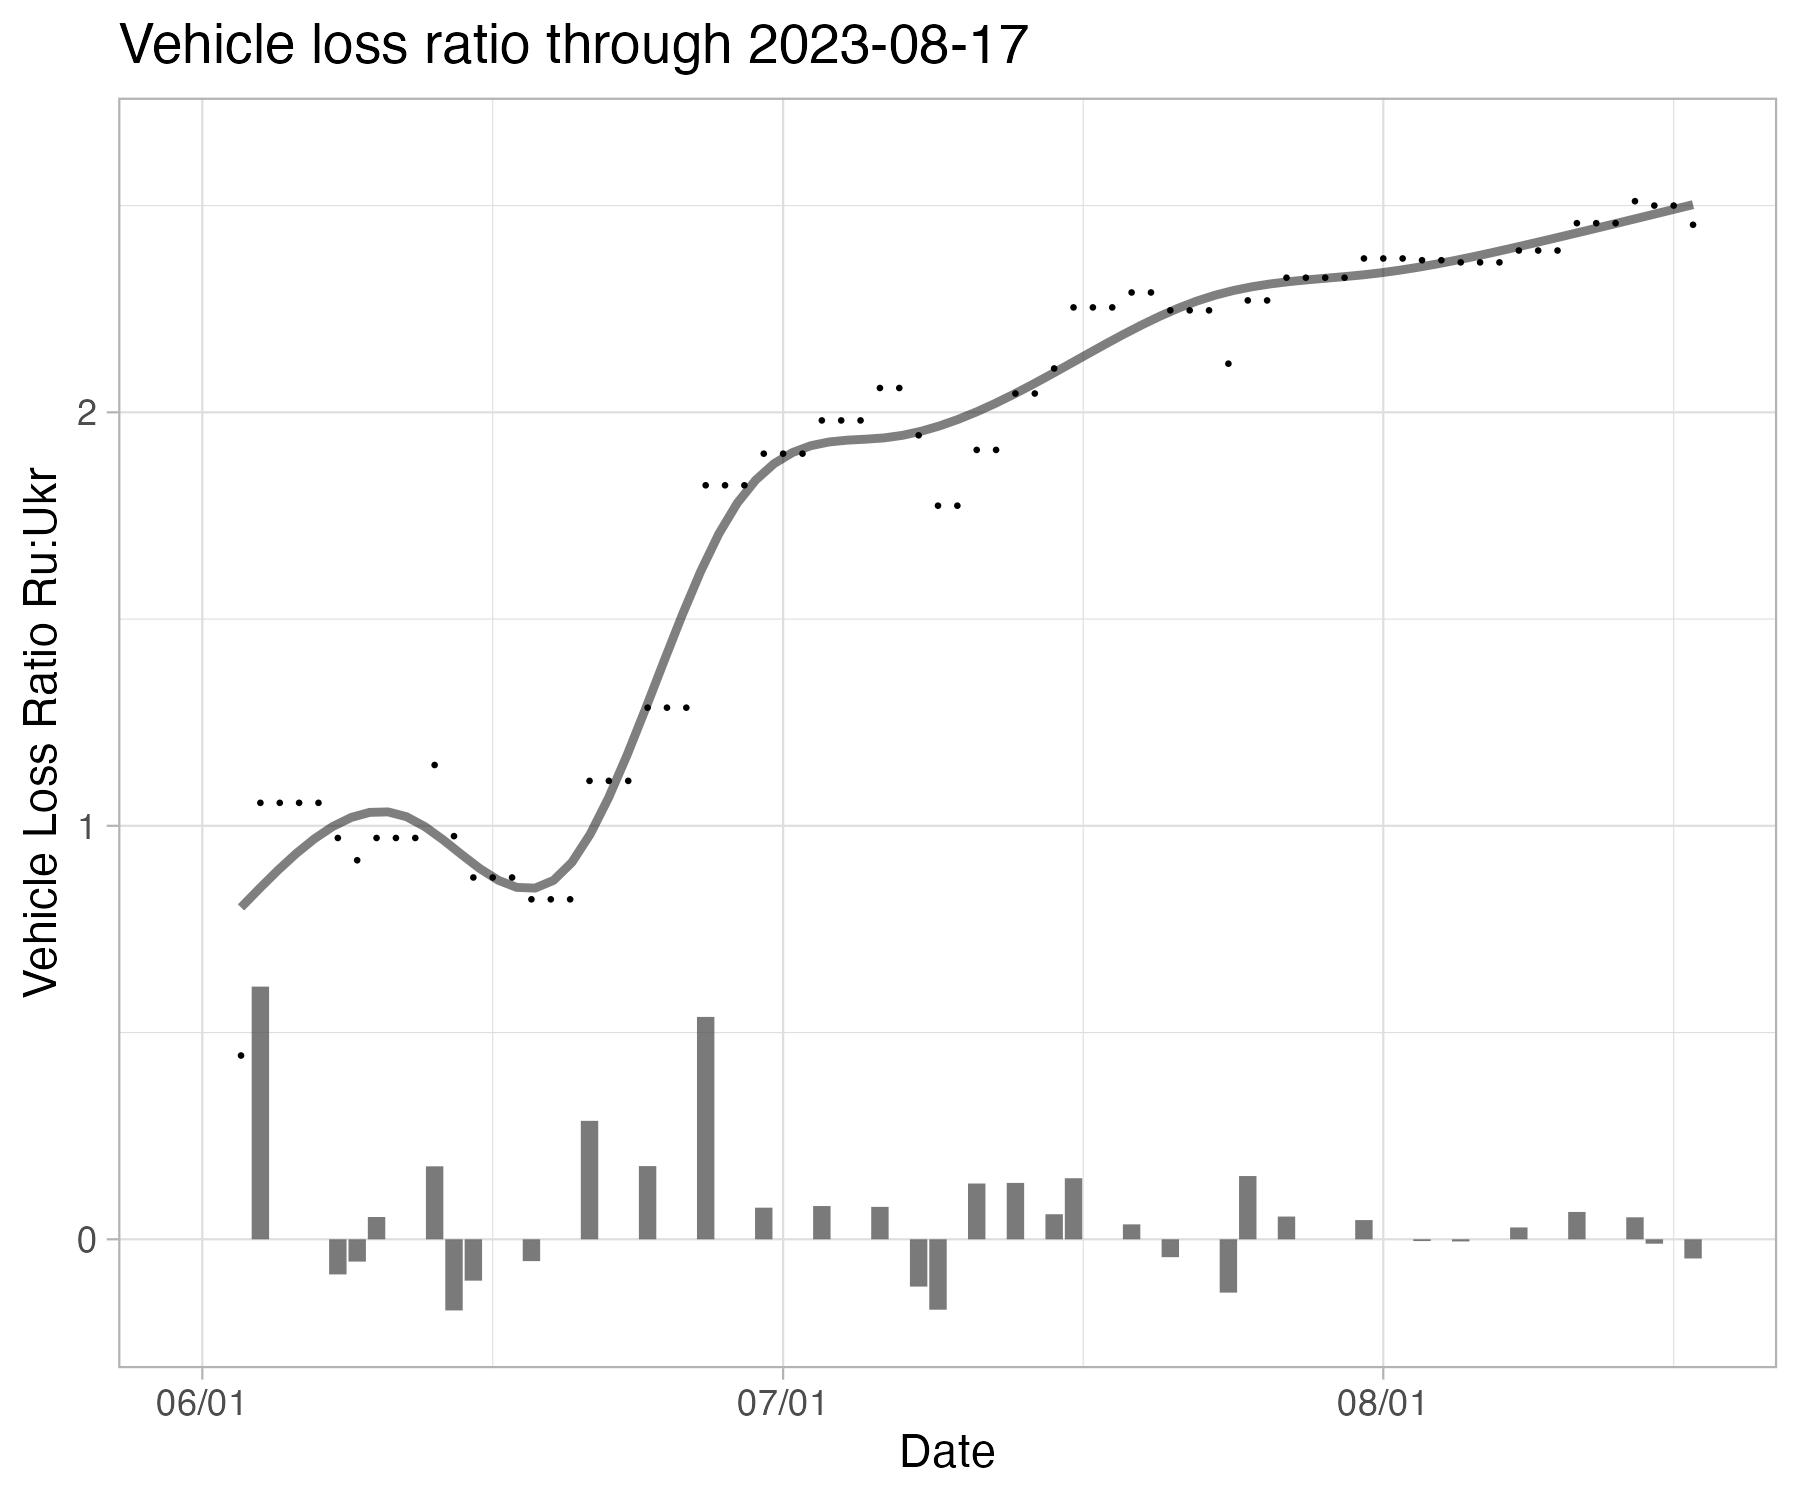 Vehicle loss ratio through 2023-08-17
Vehicle Loss Ratio Ru:Ukr
2
1
0
06/01
07/01
08/01
Date